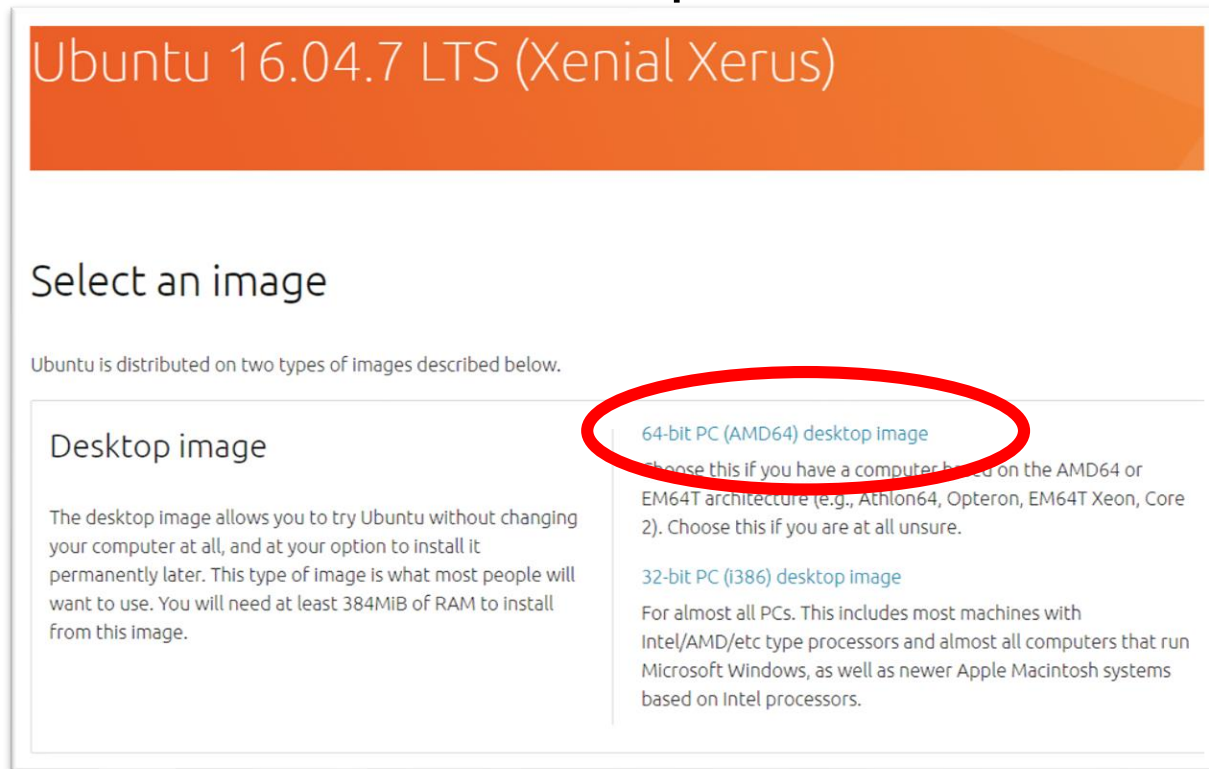 Ubuntu 16.04.7 LTS (Xenial Xerus)
Select an image
Ubuntu is distributed on two types of images described below.
Desktop image
The desktop image allows you to try Ubuntu without changing
your computer at all, and at your option to install it
permanently later. This type of image is what most people will
want to use. You will need at least 384MiB of RAM to install
from this image.
64-bit PC (AMD64) desktop image
Choose this if you have a computer based on the AMD64 or
EM64T architecture (e.g., Athlon64, Opteron, EM64T Xeon, Core
2). Choose this if you are at all unsure.
32-bit PC (i386) desktop image
For almost all PCs. This includes most machines with
Intel/AMD/etc type processors and almost all computers that run
Microsoft Windows, as well as newer Apple Macintosh systems
based on Intel processors.